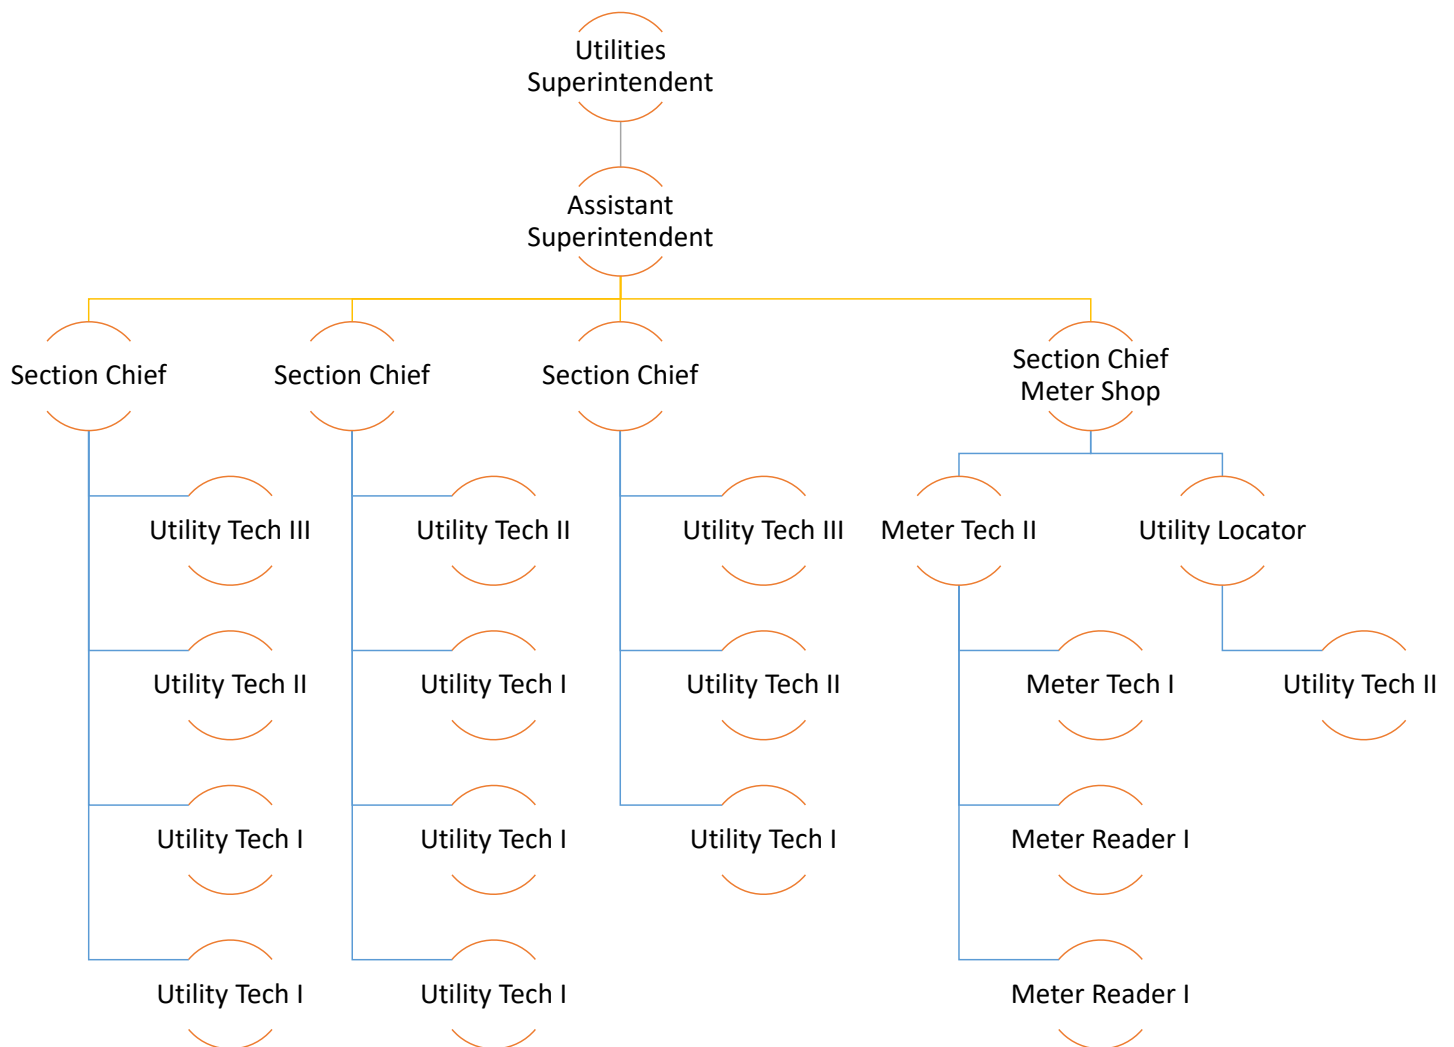 Utilities
Superintendent
Assistant
Superintendent
Section Chief
Section Chief
Section Chief
Section Chief
Meter Shop
Utility Tech III
Utility Tech II
Utility Tech III
Meter Tech II
Utility Locator
Utility Tech II
Utility Tech I
Utility Tech II
Meter Tech I
Utility Tech II
Utility Tech I
Utility Tech I
Utility Tech I
Meter Reader I
Utility Tech I
Utility Tech I
Meter Reader I